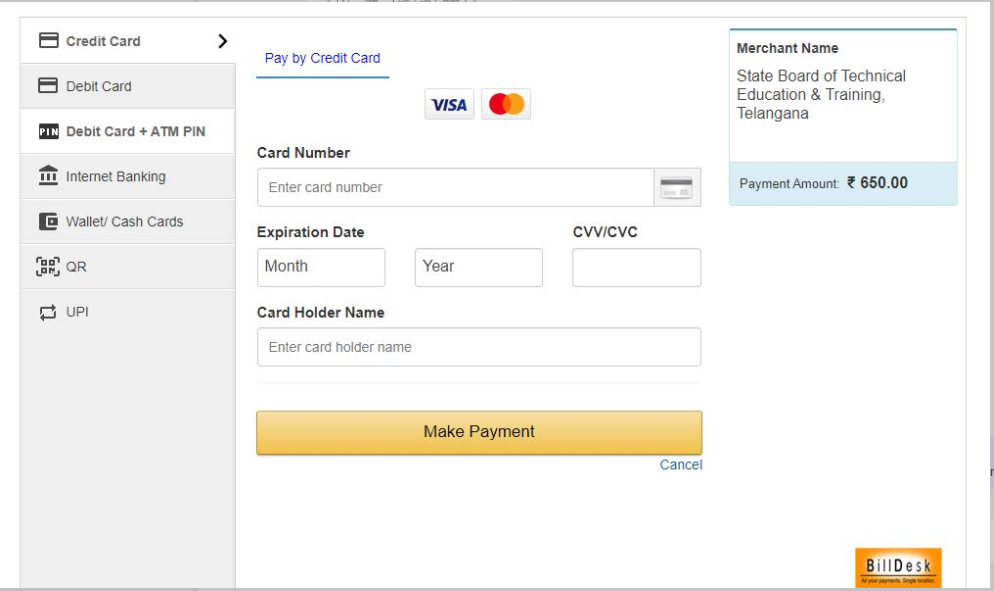 Credit Card
Debit Card
PIN Debit Card + ATM PIN
Internet Banking
Wallet/ Cash Cards
QR
UPI
Pay by Credit Card
VISA
Card Number
Enter card number
Expiration Date CVV/CVC
Month Year
Card Holder Name
Enter card holder name
Make Payment
Cancel
Merchant Name
State Board of Technical
Education & Training,
Telangana
Payment Amount: ₹ 650.00
BillDesk
All your payments. Single location.